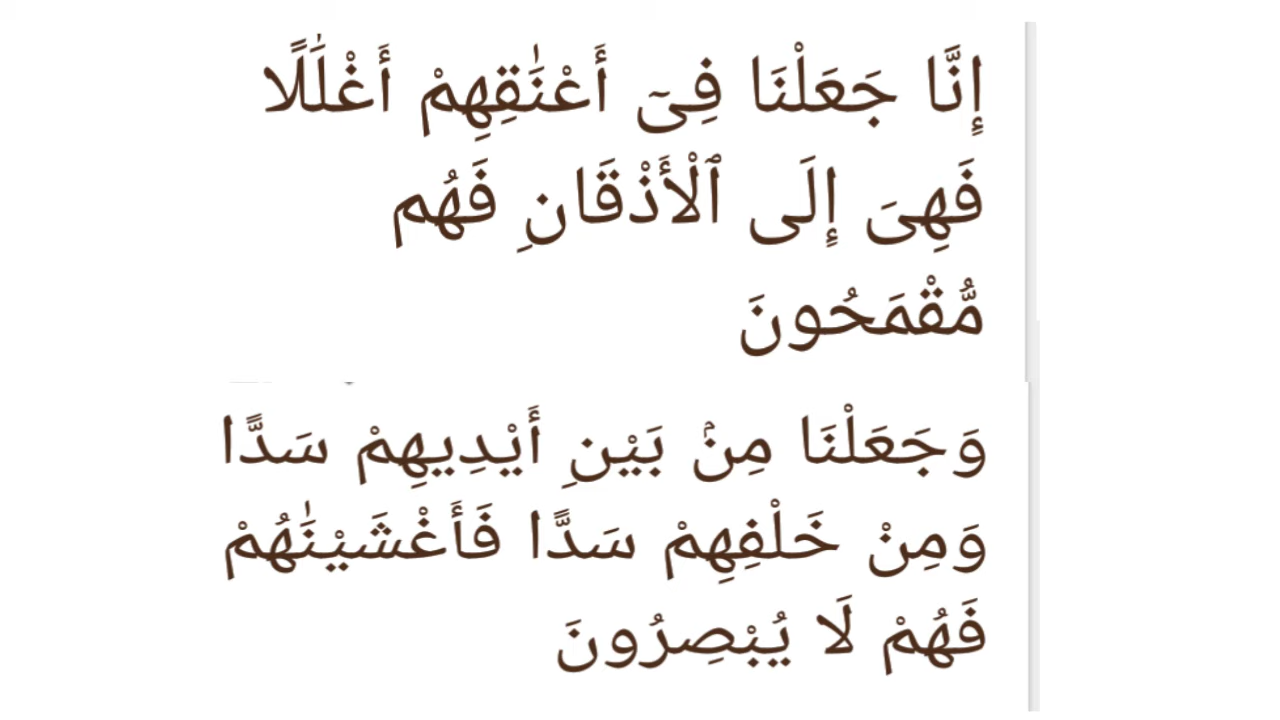 إِنَّا جَعَلْنَا فِىٓ أَعْنَٰقِهِمْ أَغْلَٰلًا
فَهِىَ إِلَى ٱلْأَذْقَانِ فَهُم
مُّقْمَحُونَ
وَجَعَلْنَا مِنۢ بَيْنِ أَيْدِيهِمْ سَدًّا
وَمِنْ خَلْفِهِمْ سَدًّا فَأَغْشَيْنَٰهُمْ
فَهُمْ لَا يُبْصِرُونَ